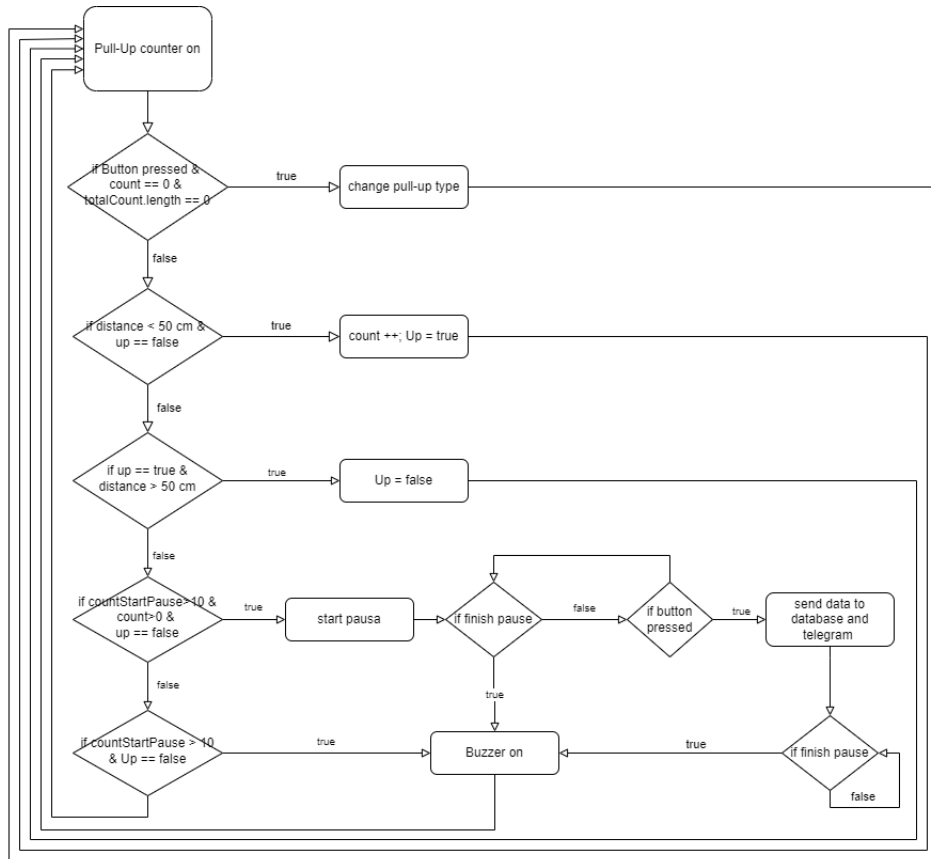 Pull-Up counter on
if Button pressed &
count == 0 &
totalCount.length == 0
true
change pull-up type
false
if distance < 50 cm &
up == false
true
count ++; Up = true
false
if up == true &
distance > 50 cm
true
Up = false
false
if countStartPause>10 &
count>0 &
up == false
true
start pausa
if finish pause
false
if button
pressed
true
send data to
database and
telegram
false
true
if countStartPause > 10
& Up == false
true
Buzzer on
true
if finish pause
false